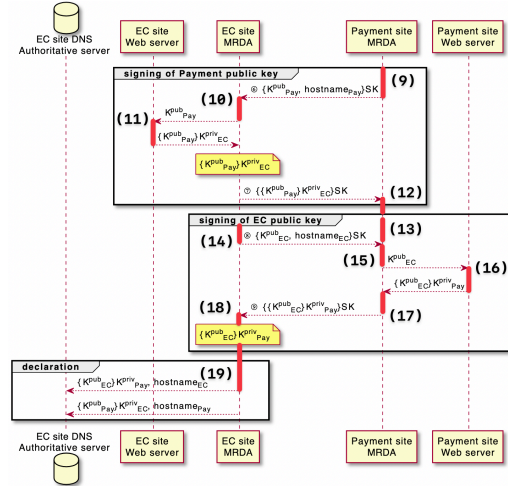 EC site DNS
Authoritative server
EC site
Web server
EC site
MRDA
Payment site
MRDA
Payment site
Web server
signing of Payment public key
(9)
⑥ {K^pub_Pay, hostname_Pay}SK
(10)
K^pub_Pay
(11)
{K^pub_Pay}K^priv_EC
{K^pub_Pay}K^priv_EC
⑦ {{K^pub_Pay}K^priv_EC}SK
(12)
signing of EC public key
(13)
(14)
⑧ {K^pub_EC, hostname_EC}SK
(15)
K^pub_EC
(16)
{K^pub_EC}K^priv_Pay
(18)
⑨ {{K^pub_EC}K^priv_Pay}SK
(17)
{K^pub_EC}K^priv_Pay
declaration
(19)
{K^pub_EC}K^priv_Pay, hostname_EC
{K^pub_Pay}K^priv_EC, hostname_Pay
EC site DNS
Authoritative server
EC site
Web server
EC site
MRDA
Payment site
MRDA
Payment site
Web server